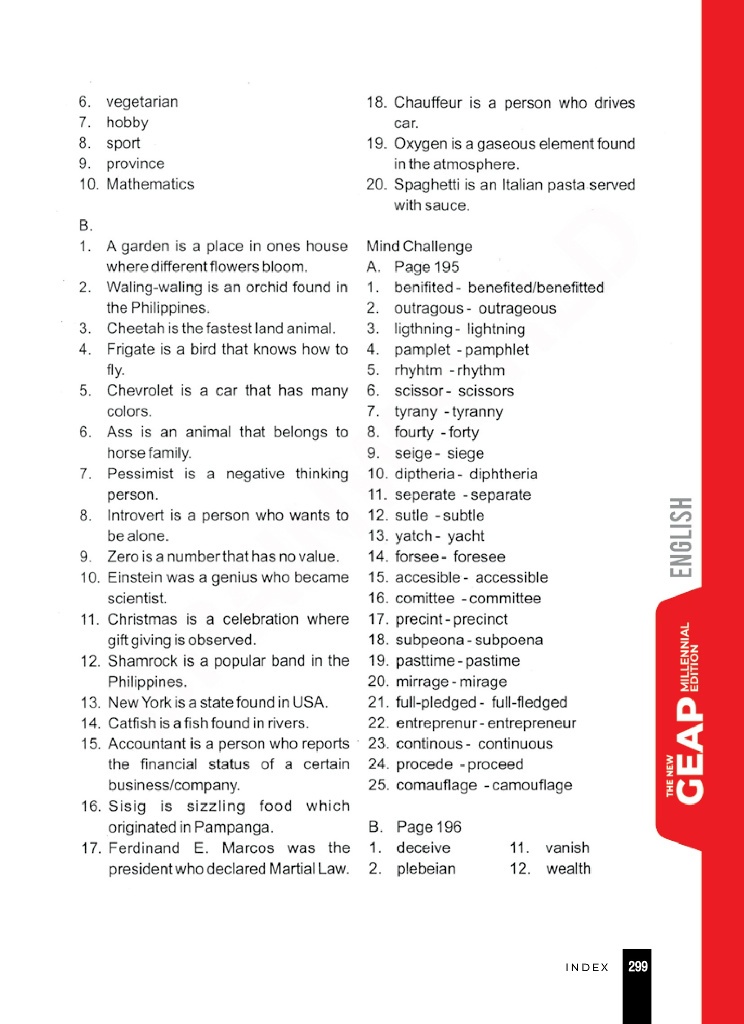 6. vegetarian
7. hobby
8. sport
9. province
10. Mathematics
B.
1. A garden is a place in ones house
where different flowers bloom.
2. Waling-waling is an orchid found in
the Philippines.
3. Cheetah is the fastest land animal.
4. Frigate is a bird that knows how to
fly.
5. Chevrolet is a car that has many
colors.
6. Ass is an animal that belongs to
horse family.
7. Pessimist is a negative thinking
person.
8. Introvert is a person who wants to
be alone.
9. Zero is a number that has no value.
10. Einstein was a genius who became
scientist.
11. Christmas is a celebration where
gift giving is observed.
12. Shamrock is a popular band in the
Philippines.
13. New York is a state found in USA.
14. Catfish is a fish found in rivers.
15. Accountant is a person who reports
the financial status of a certain
business/company.
16. Sisig is sizzling food which
originated in Pampanga.
17. Ferdinand E. Marcos was the
president who declared Martial Law.
18. Chauffeur is a person who drives
car.
19. Oxygen is a gaseous element found
in the atmosphere.
20. Spaghetti is an Italian pasta served
with sauce.
Mind Challenge
A. Page 195
1. benifited - benefited/benefitted
2. outragous - outrageous
3. ligthning - lightning
4. pamplet - pamphlet
5. rhyhtm - rhythm
6. scissor - scissors
7. tyrany - tyranny
8. fourty - forty
9. seige - siege
10. diptheria - diphtheria
11. seperate - separate
12. sutle - subtle
13. yatch - yacht
14. forsee - foresee
15. accesible - accessible
16. comittee - committee
17. precint - precinct
18. subpeona - subpoena
19. pasttime - pastime
20. mirrage - mirage
21. full-pledged - full-fledged
22. entreprenur - entrepreneur
23. continous - continuous
24. procede - proceed
25. comauflage - camouflage
B. Page 196
1. deceive 11. vanish
2. plebeian 12. wealth
ENGLISH
THE NEW
GEAP MILLENNIAL
EDITION
INDEX 299